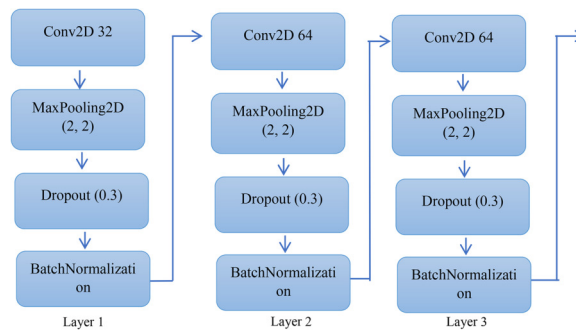 Conv2D 32
MaxPooling2D
(2, 2)
Dropout (0.3)
BatchNormalizati
on
Layer 1
Conv2D 64
MaxPooling2D
(2, 2)
Dropout (0.3)
BatchNormalizati
on
Layer 2
Conv2D 64
MaxPooling2D
(2, 2)
Dropout (0.3)
BatchNormalizati
on
Layer 3